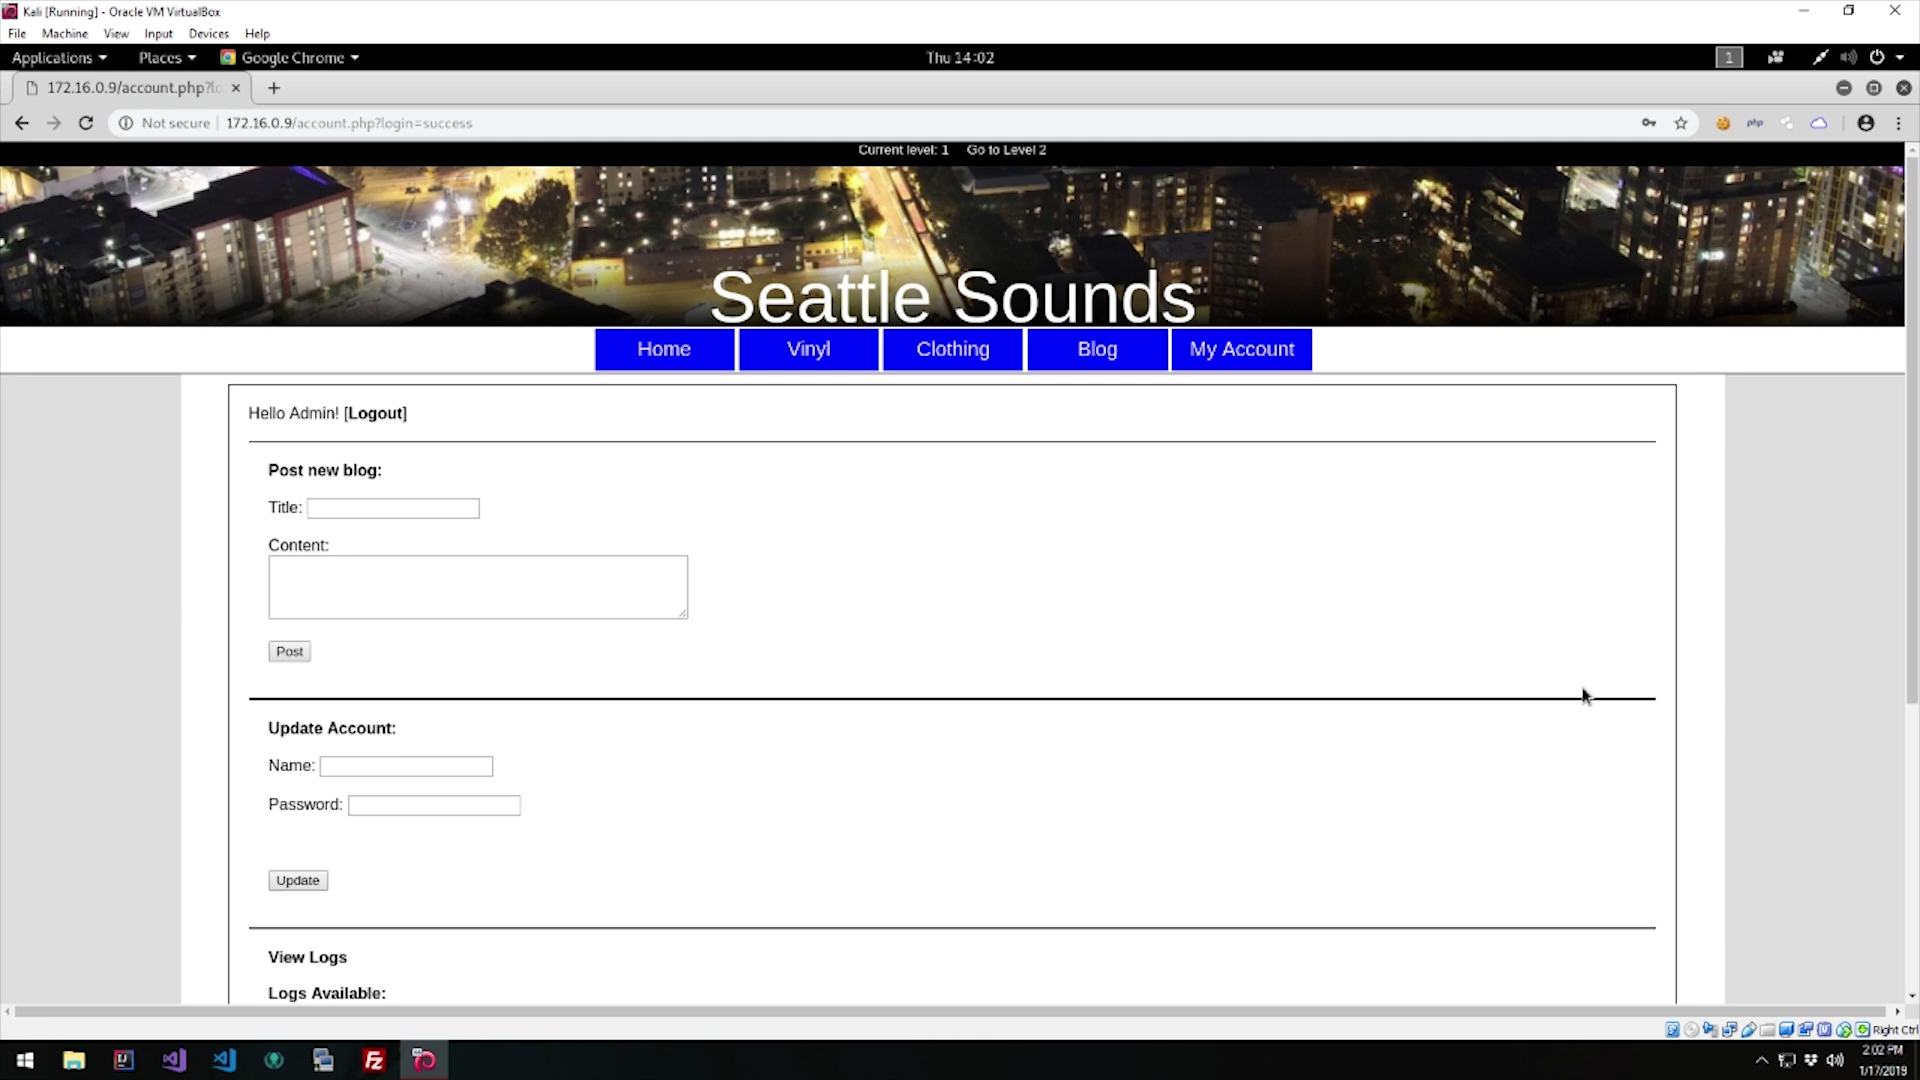 Kali [Running] - Oracle VM VirtualBox
File Machine View Input Devices Help
Applications Places Google Chrome Thu 14:02 1
172.16.0.9/account.php?lo
Not secure 172.16.0.9/account.php?login=success php
Current level: 1 Go to Level 2
Seattle Sounds
Home Vinyl Clothing Blog My Account
Hello Admin! [Logout]
Post new blog:
Title:
Content:
Post
Update Account:
Name:
Password:
Update
View Logs
Logs Available:
Right Ctrl
2:02 PM
1/17/2019